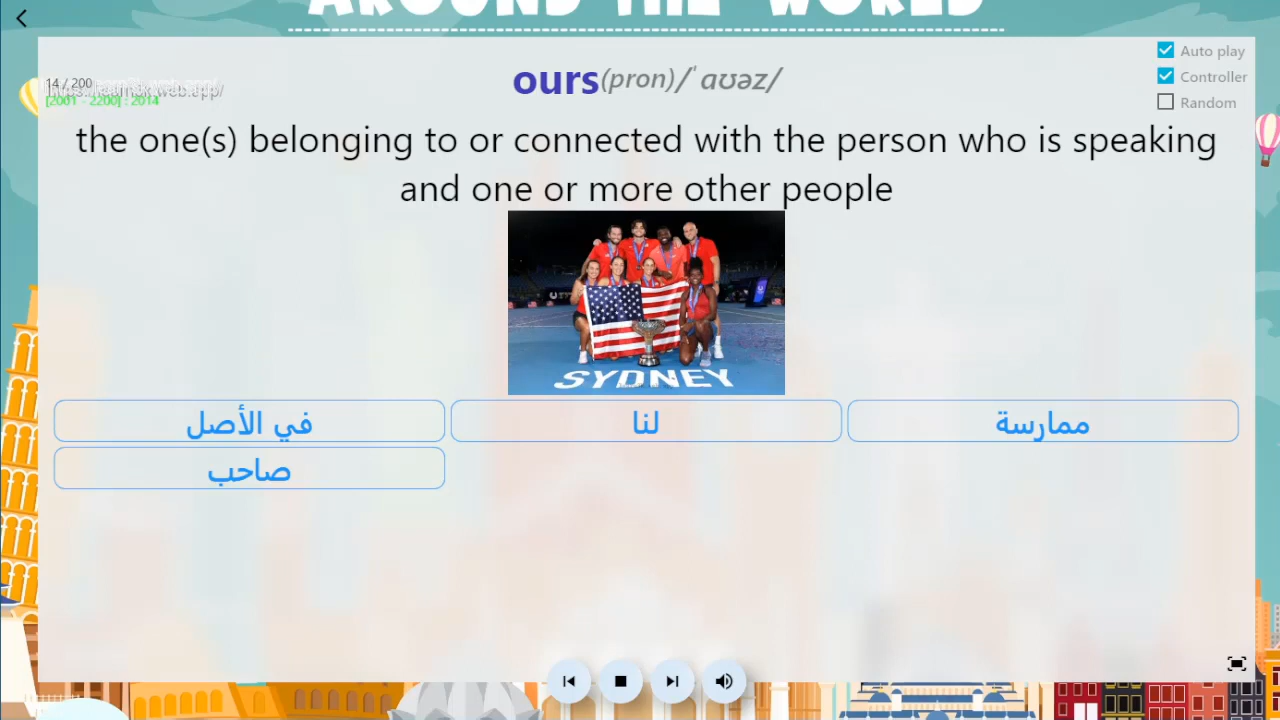 AROUND THE WORLD
Auto play
14 / 200
ours(pron)/ˈaʊəz/
Controller
[2001 - 2200] : 2014
Random
the one(s) belonging to or connected with the person who is speaking
and one or more other people
SYDNEY
في الأصل
لنا
ممارسة
صاحب